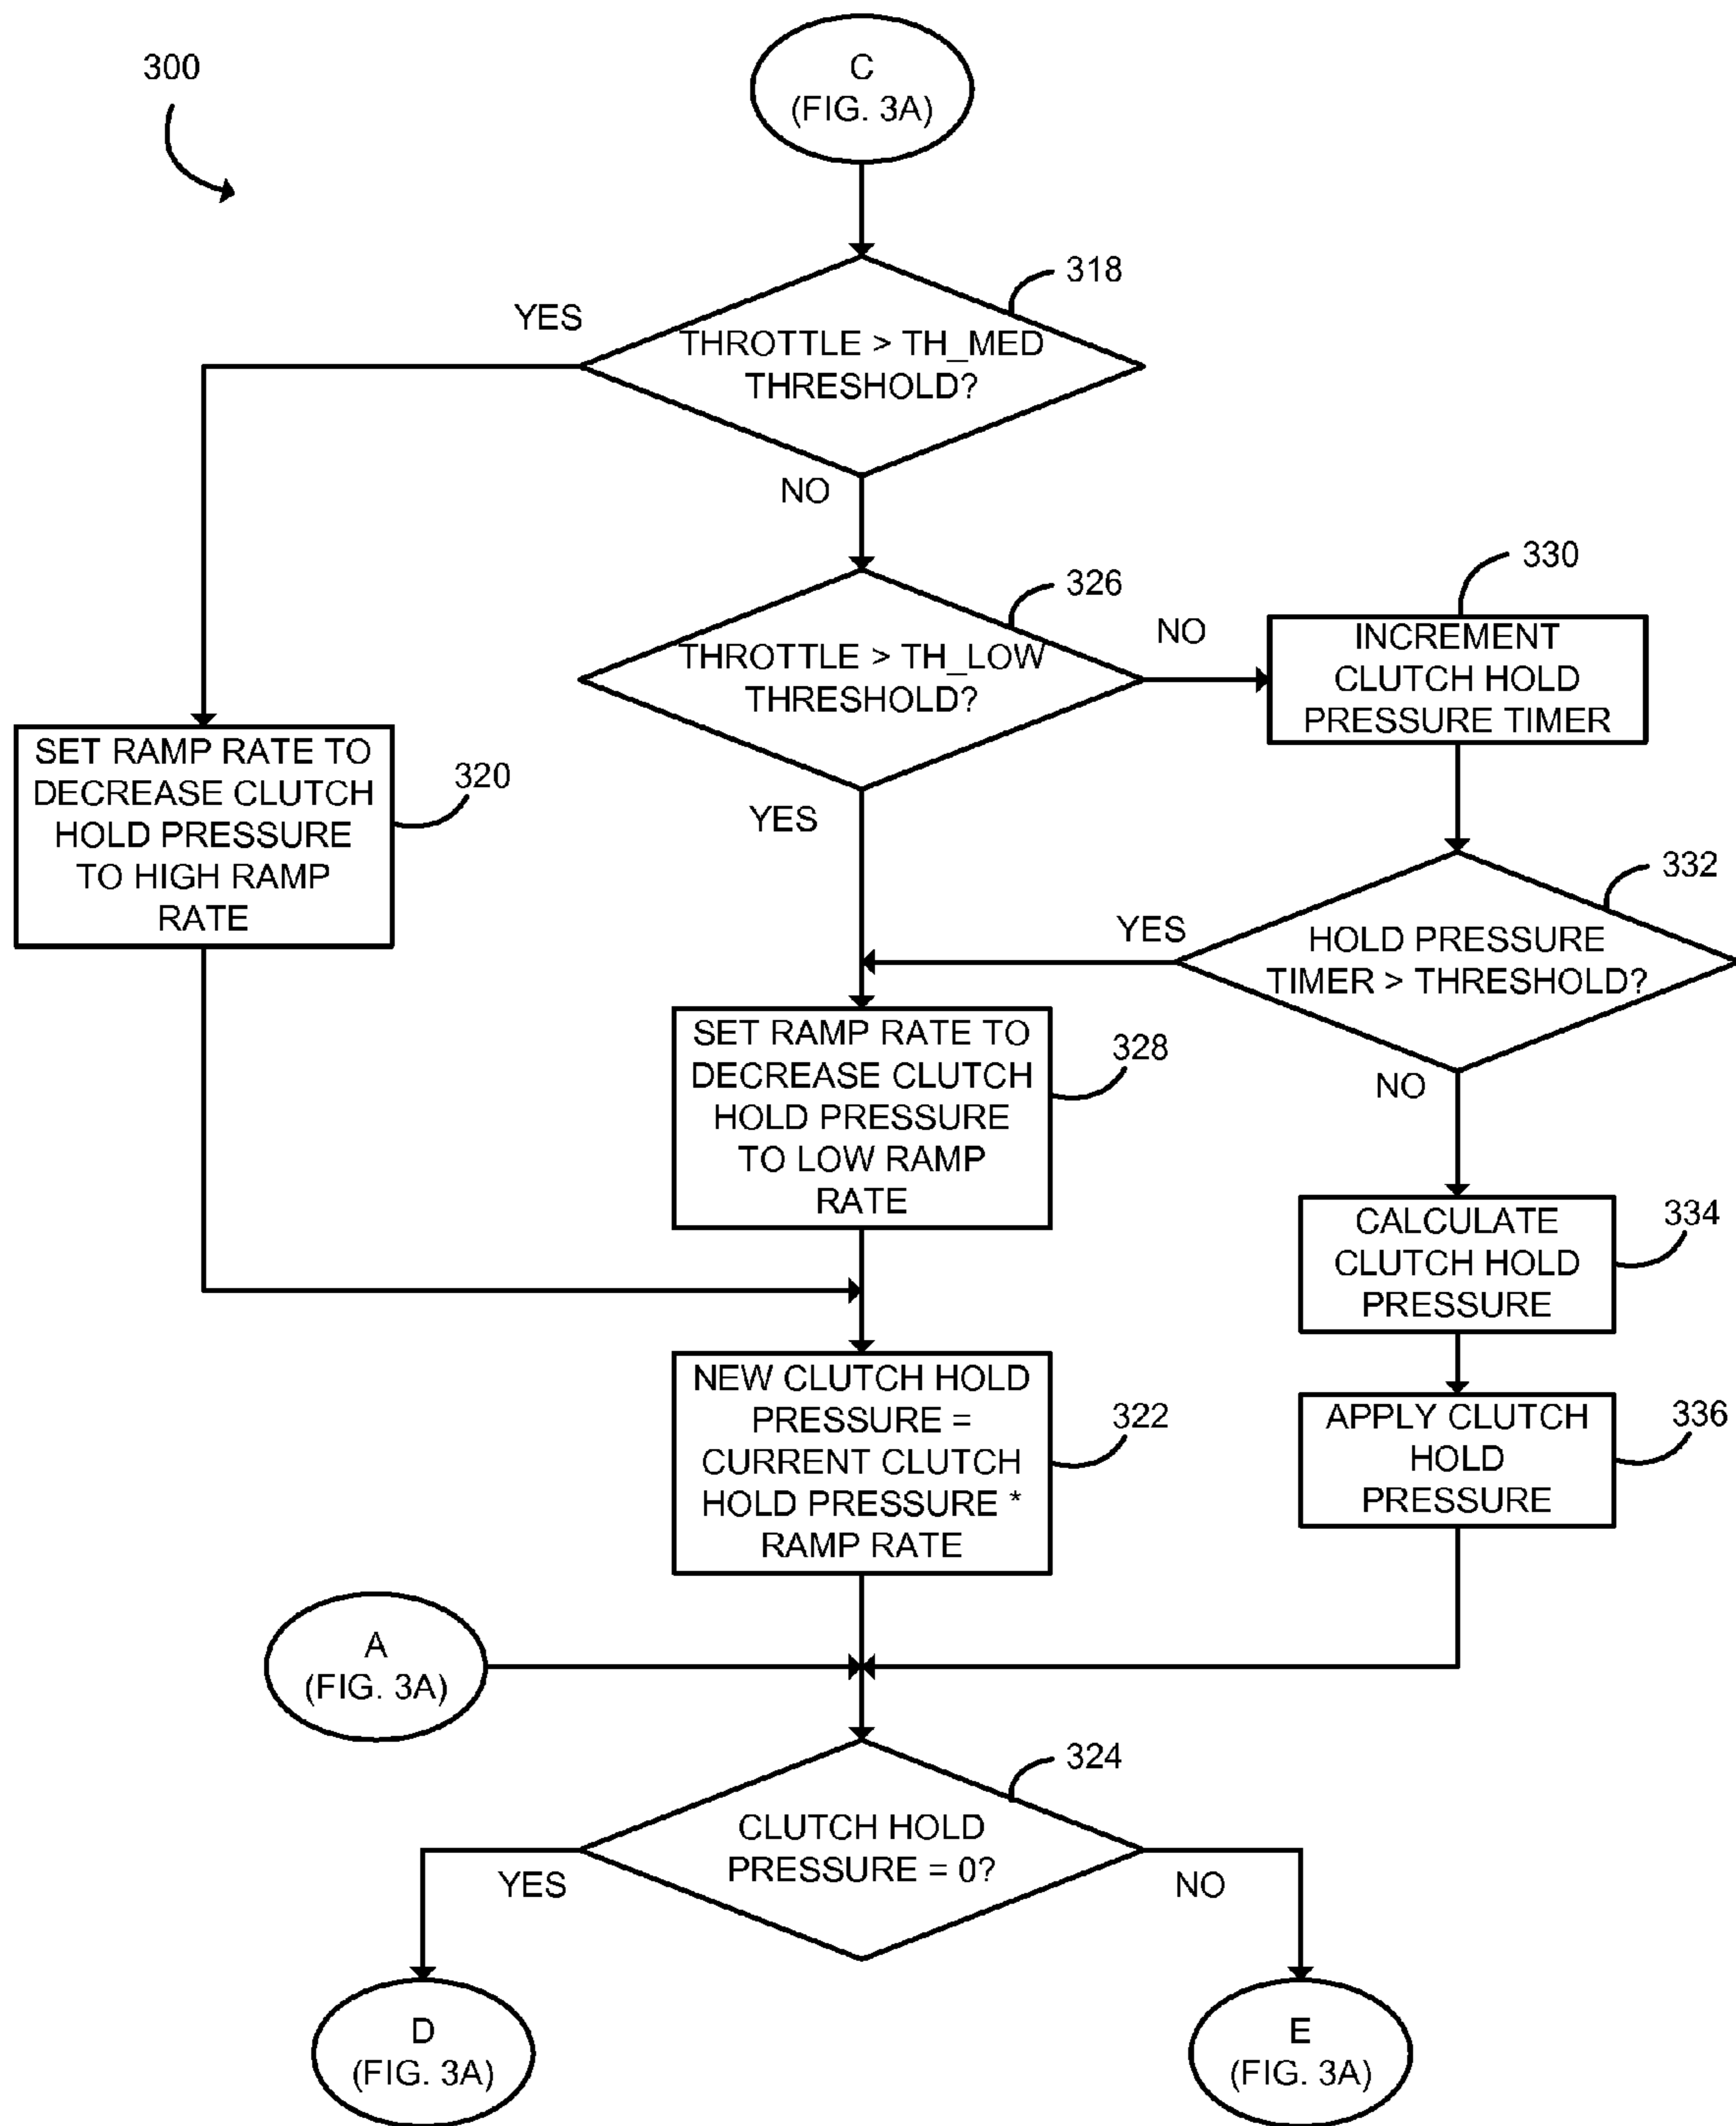 300
C
(FIG. 3A)
318
YES
THROTTLE > TH_MED
THRESHOLD?
NO
326
THROTTLE > TH_LOW
THRESHOLD?
NO
330
INCREMENT
CLUTCH HOLD
PRESSURE TIMER
SET RAMP RATE TO
DECREASE CLUTCH
HOLD PRESSURE
TO HIGH RAMP
RATE
320
YES
332
HOLD PRESSURE
TIMER > THRESHOLD?
YES
NO
SET RAMP RATE TO
DECREASE CLUTCH
HOLD PRESSURE
TO LOW RAMP
RATE
328
CALCULATE
CLUTCH HOLD
PRESSURE
334
NEW CLUTCH HOLD
PRESSURE =
CURRENT CLUTCH
HOLD PRESSURE *
RAMP RATE
322
APPLY CLUTCH
HOLD
PRESSURE
336
A
(FIG. 3A)
324
CLUTCH HOLD
PRESSURE = 0?
YES
NO
D
(FIG. 3A)
E
(FIG. 3A)